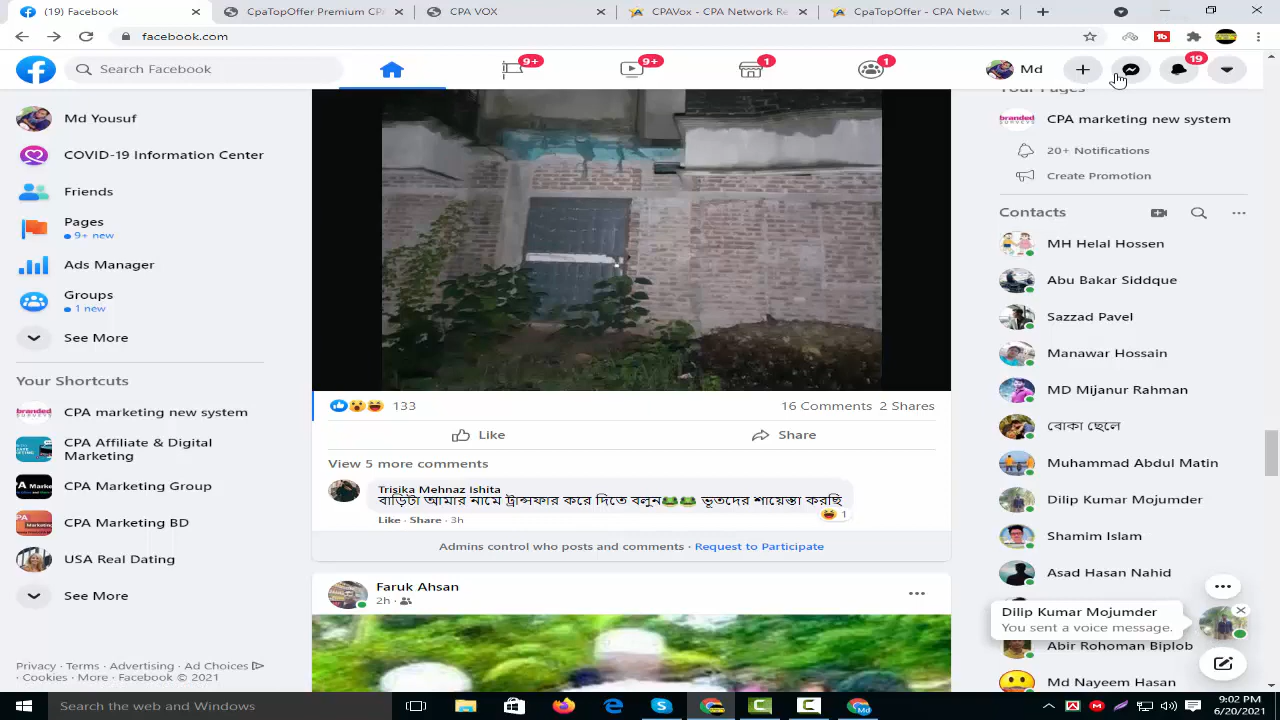 (19) Facebook
CpaTopOffer Premium CP
CPA VOX
CPAVox - CPA Network Re
CpaTopOffer - CPA Netwo
facebook.com
Search Facebook
9+
9+
1
1
Md
19
Md Yousuf
COVID-19 Information Center
Friends
Pages
9+ new
Ads Manager
Groups
1 new
See More
Your Shortcuts
CPA marketing new system
CPA Affiliate & Digital
Marketing
CPA Marketing Group
CPA Marketing BD
USA Real Dating
See More
Privacy · Terms · Advertising · Ad Choices
· Cookies · More · Facebook © 2021
133
16 Comments 2 Shares
Like
Share
View 5 more comments
Trisika Mehnaz Ishita
বাড়িটা আমার নামে ট্রান্সফার করে দিতে বলুন ভূতদের শায়েস্তা করছি
1
Like · Share · 3h
Admins control who posts and comments · Request to Participate
Faruk Ahsan
2h ·
Your Pages
CPA marketing new system
20+ Notifications
Create Promotion
Contacts
MH Helal Hossen
Abu Bakar Siddque
Sazzad Pavel
Manawar Hossain
MD Mijanur Rahman
বোকা ছেলে
Muhammad Abdul Matin
Dilip Kumar Mojumder
Shamim Islam
Asad Hasan Nahid
Dilip Kumar Mojumder
You sent a voice message.
Abir Rohoman Biplob
Md Nayeem Hasan
Search the web and Windows
9:02 PM
6/20/2021